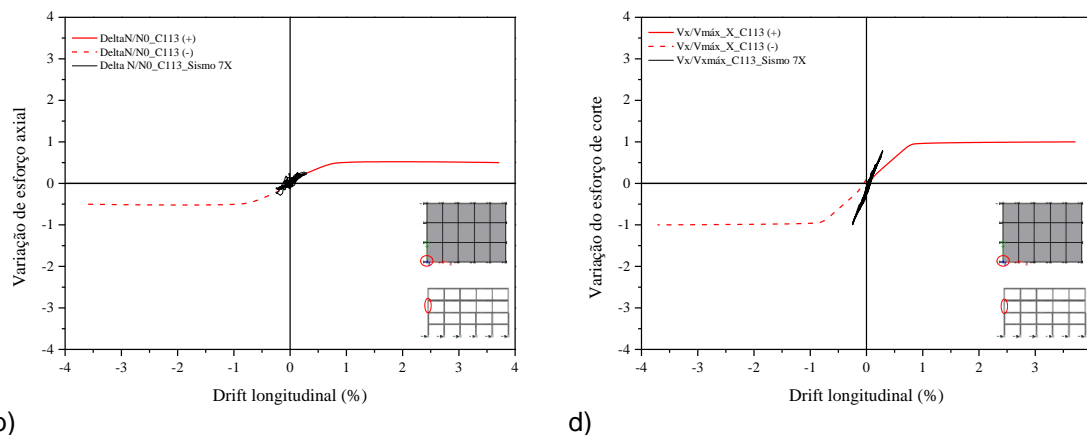 4
3
2
1
0
-1
-2
-3
-4
Variação de esforço axial
DeltaN/N0_C113 (+)
DeltaN/N0_C113 (-)
Delta N/N0_C113_Sismo 7X
-4 -3 -2 -1 0 1 2 3 4
Drift longitudinal (%)
4
3
2
1
0
-1
-2
-3
-4
Variação do esforço de corte
Vx/Vmáx_X_C113 (+)
Vx/Vmáx_X_C113 (-)
Vx/Vxmáx_C113_Sismo 7X
-4 -3 -2 -1 0 1 2 3 4
Drift longitudinal (%)
d)